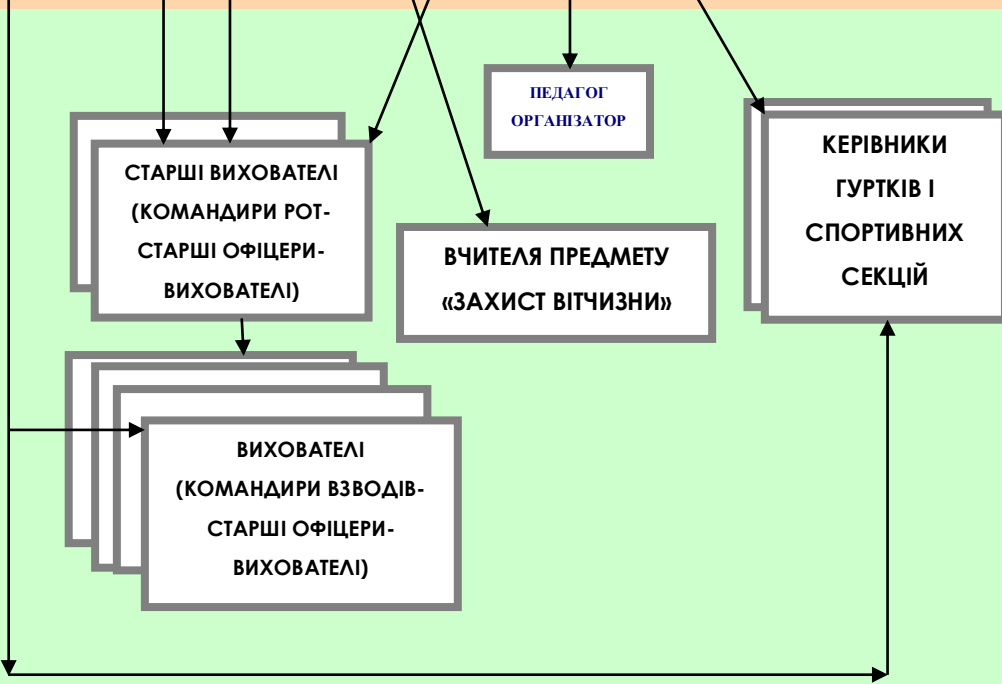 ПЕДАГОГ
ОРГАНІЗАТОР
СТАРШІ ВИХОВАТЕЛІ
(КОМАНДИРИ РОТ-
СТАРШІ ОФІЦЕРИ-
ВИХОВАТЕЛІ)
ВЧИТЕЛЯ ПРЕДМЕТУ
«ЗАХИСТ ВІТЧИЗНИ»
КЕРІВНИКИ
ГУРТКІВ І
СПОРТИВНИХ
СЕКЦІЙ
ВИХОВАТЕЛІ
(КОМАНДИРИ ВЗВОДІВ-
СТАРШІ ОФІЦЕРИ-
ВИХОВАТЕЛІ)